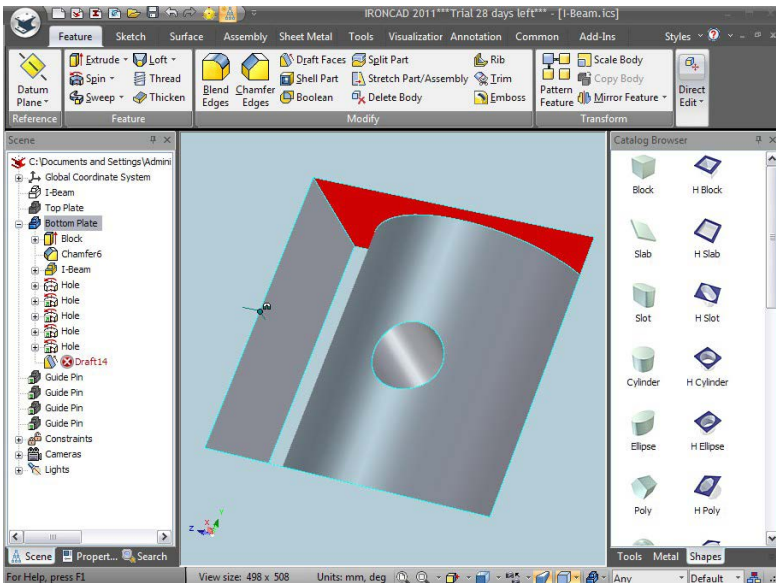 IRONCAD 2011***Trial 28 days left*** - [I-Beam.ics]
Feature Sketch Surface Assembly Sheet Metal Tools Visualization Annotation Common Add-Ins Styles
Extrude Loft Draft Faces Split Part Rib Scale Body
Spin Thread Shell Part Stretch Part/Assembly Trim Copy Body
Sweep Thicken Boolean Delete Body Emboss Mirror Feature
Datum Plane Blend Edges Chamfer Edges Pattern Feature Direct Edit
Reference Feature Modify Transform
Scene Catalog Browser
C:\Documents and Settings\Admini
Global Coordinate System
I-Beam
Top Plate
Bottom Plate
Block
Chamfer6
I-Beam
Hole
Hole
Hole
Hole
Hole
Draft14
Guide Pin
Guide Pin
Guide Pin
Guide Pin
Constraints
Cameras
Lights
Z X Y
Block H Block
Slab H Slab
Slot H Slot
Cylinder H Cylinder
Ellipse H Ellipse
Poly H Poly
Scene Propert... Search
Tools Metal Shapes
For Help, press F1 View size: 498 x 508 Units: mm, deg Any Default